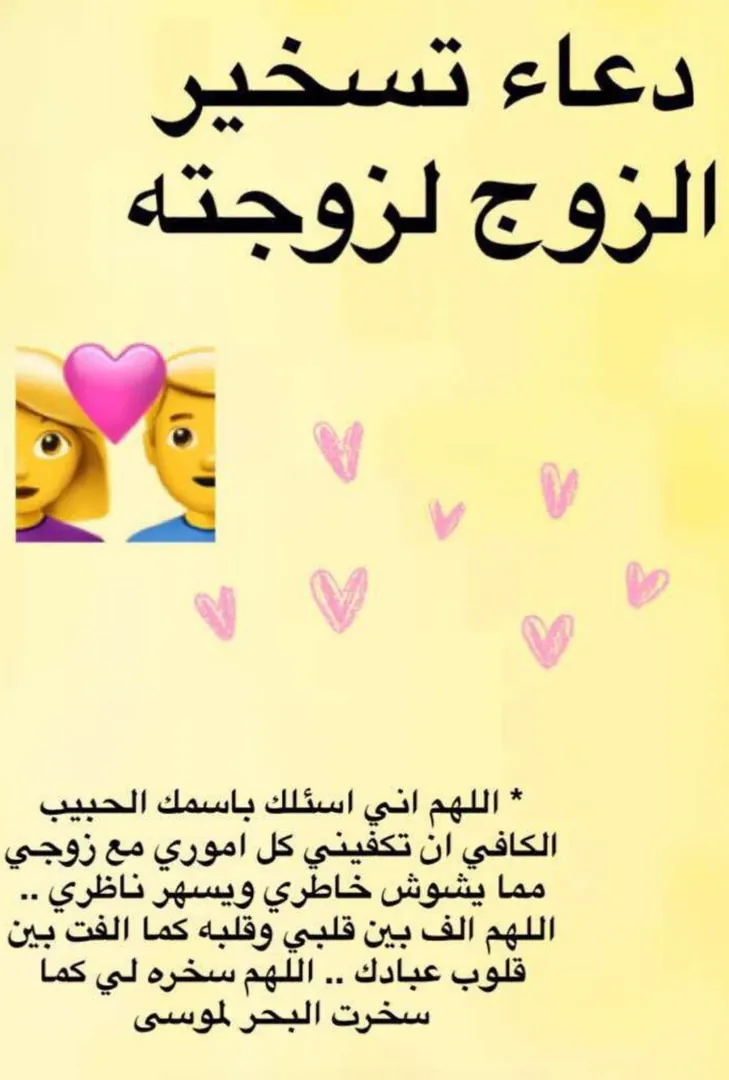 دعاء تسخير
الزوج لزوجته
* اللهم اني اسئلك باسمك الحبيب
الكافي ان تكفيني كل اموري مع زوجي
مما يشوش خاطري ويسهر ناظري ..
اللهم الف بين قلبي وقلبه كما الفت بين
قلوب عبادك .. اللهم سخره لي كما
سخرت البحر لموسى